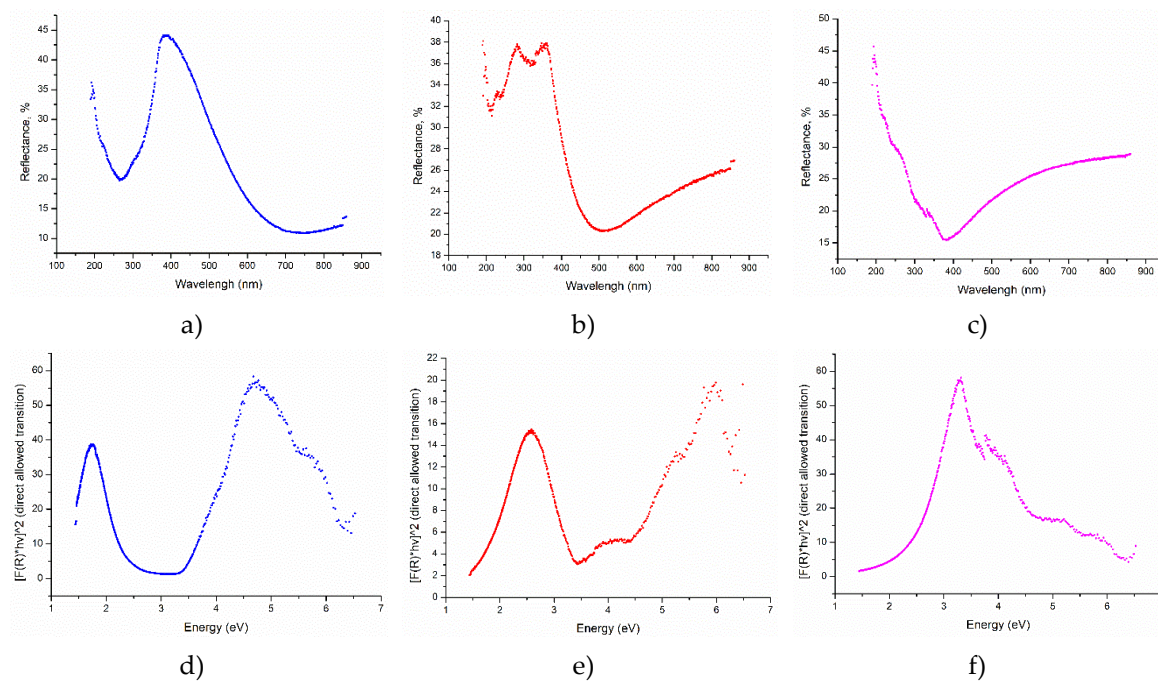 45
40
35
30
25
20
15
10
Reflectance, %
100 200 300 400 500 600 700 800 900
Wavelengh (nm)
a)
40
38
36
34
32
30
28
26
24
22
20
18
Reflectance, %
100 200 300 400 500 600 700 800 900
Wavelengh (nm)
b)
50
45
40
35
30
25
20
15
Reflectance, %
100 200 300 400 500 600 700 800 900
Wavelengh (nm)
c)
60
50
40
30
20
10
0
[F(R)*hv]^2 (direct allowed transition)
1 2 3 4 5 6 7
Energy (eV)
d)
22
20
18
16
14
12
10
8
6
4
2
0
[F(R)*hv]^2 (direct allowed transition)
1 2 3 4 5 6 7
Energy (eV)
e)
60
50
40
30
20
10
0
[F(R)*hv]^2 (direct allowed transition)
1 2 3 4 5 6
Energy (eV)
f)